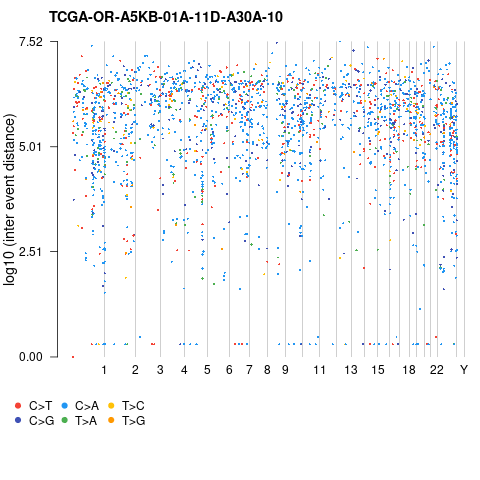 TCGA-OR-A5KB-01A-11D-A30A-10
7.52
5.01
2.51
0.00
log10 (inter event distance)
1 2 3 4 5 6 7 8 9 11 13 15 18 22 Y
C>T C>A T>C
C>G T>A T>G